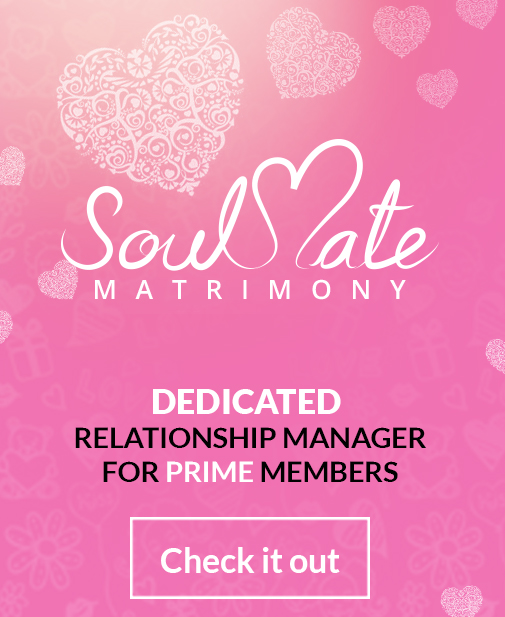 SoulMate
MATRIMONY
DEDICATED
RELATIONSHIP MANAGER
FOR PRIME MEMBERS
Check it out